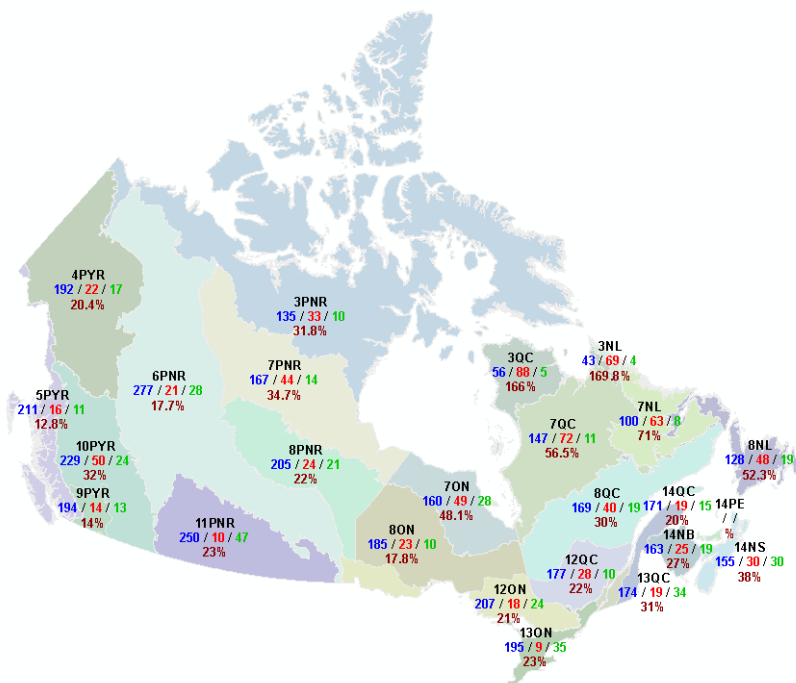 4PYR
192 / 22 / 17
20.4%
3PNR
135 / 33 / 10
31.8%
3NL
43 / 69 / 4
169.8%
3QC
56 / 88 / 5
166%
7PNR
167 / 44 / 14
34.7%
6PNR
277 / 21 / 28
17.7%
5PYR
211 / 16 / 11
12.8%
7NL
100 / 63 / 8
71%
7QC
147 / 72 / 11
56.5%
10PYR
229 / 50 / 24
32%
8PNR
205 / 24 / 21
22%
8NL
128 / 48 / 19
52.3%
9PYR
194 / 14 / 13
14%
7ON
160 / 49 / 28
48.1%
8QC
169 / 40 / 19
30%
14QC
171 / 19 / 15
20%
14PE
/ /
%
11PNR
250 / 10 / 47
23%
8ON
185 / 23 / 10
17.8%
14NB
163 / 25 / 19
27%
14NS
155 / 30 / 30
38%
12QC
177 / 28 / 10
22%
13QC
174 / 19 / 34
31%
12ON
207 / 18 / 24
21%
13ON
195 / 9 / 35
23%